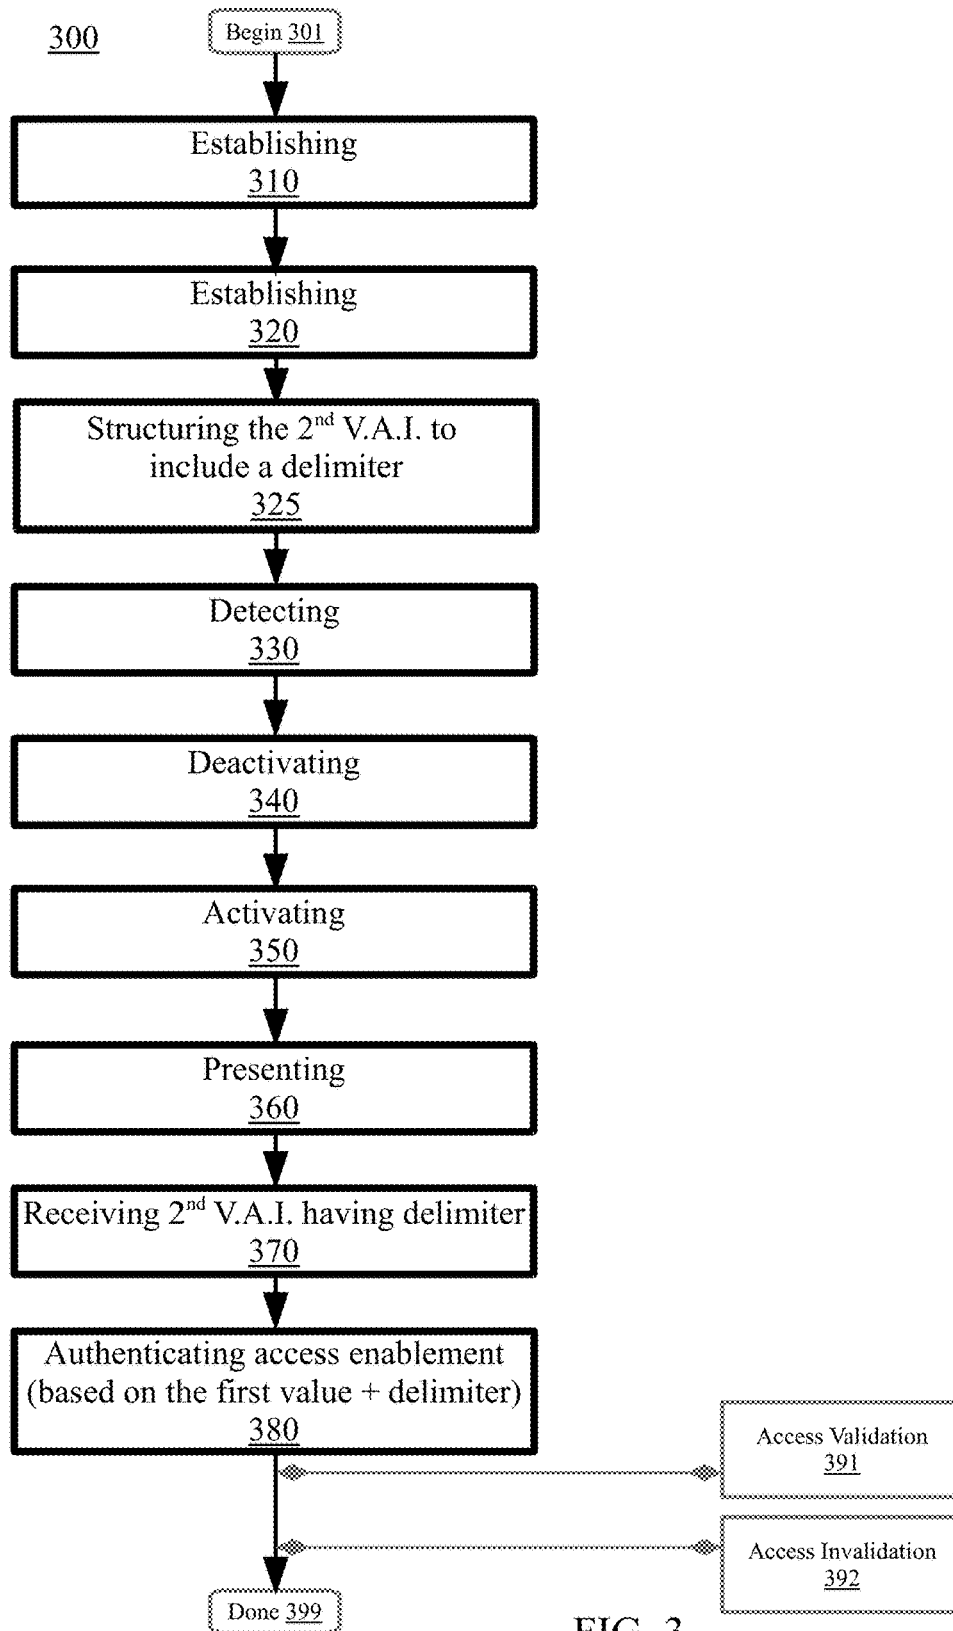 300
Begin 301
Establishing
310
Establishing
320
Structuring the 2nd V.A.I. to
include a delimiter
325
Detecting
330
Deactivating
340
Activating
350
Presenting
360
Receiving 2nd V.A.I. having delimiter
370
Authenticating access enablement
(based on the first value + delimiter)
380
Access Validation
391
Access Invalidation
392
Done 399
FIG. 3